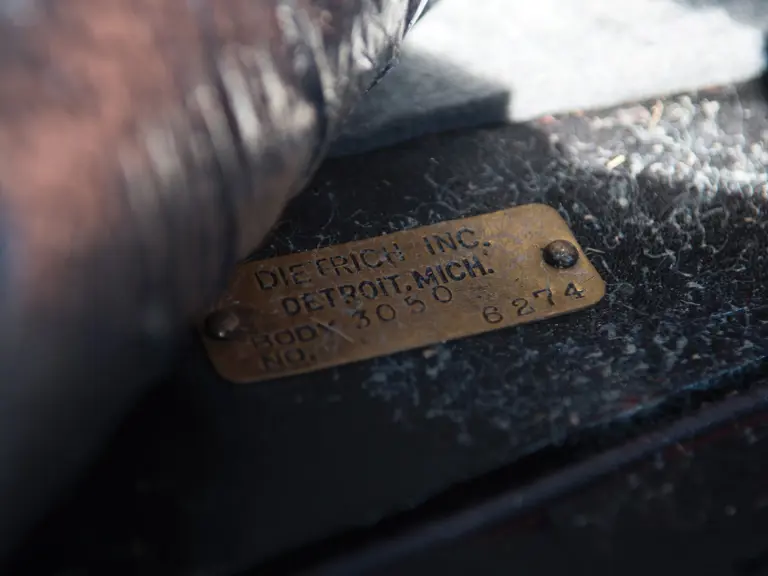 DIETRICH INC.
DETROIT, MICH.
BODY 3050 6274
NO.